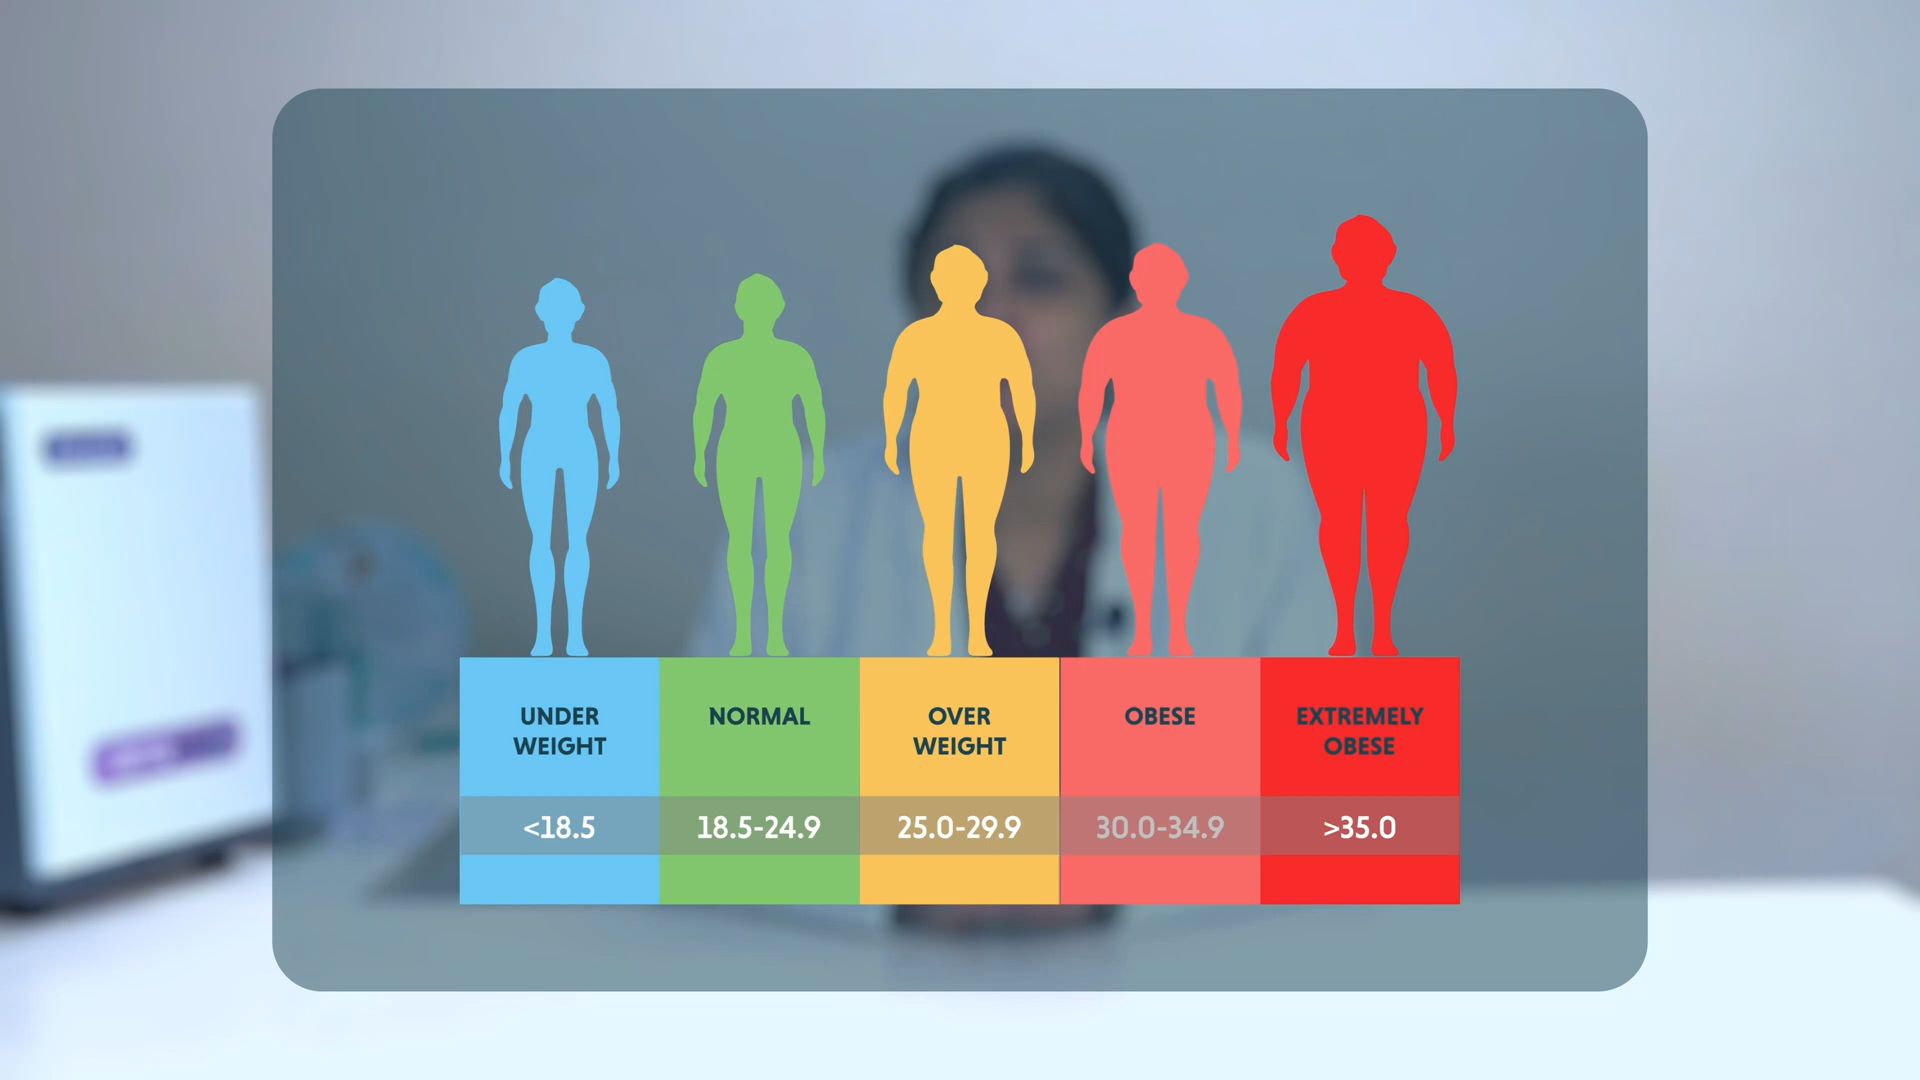 UNDER
WEIGHT
NORMAL
OVER
WEIGHT
OBESE
EXTREMELY
OBESE
<18.5
18.5-24.9
25.0-29.9
30.0-34.9
>35.0